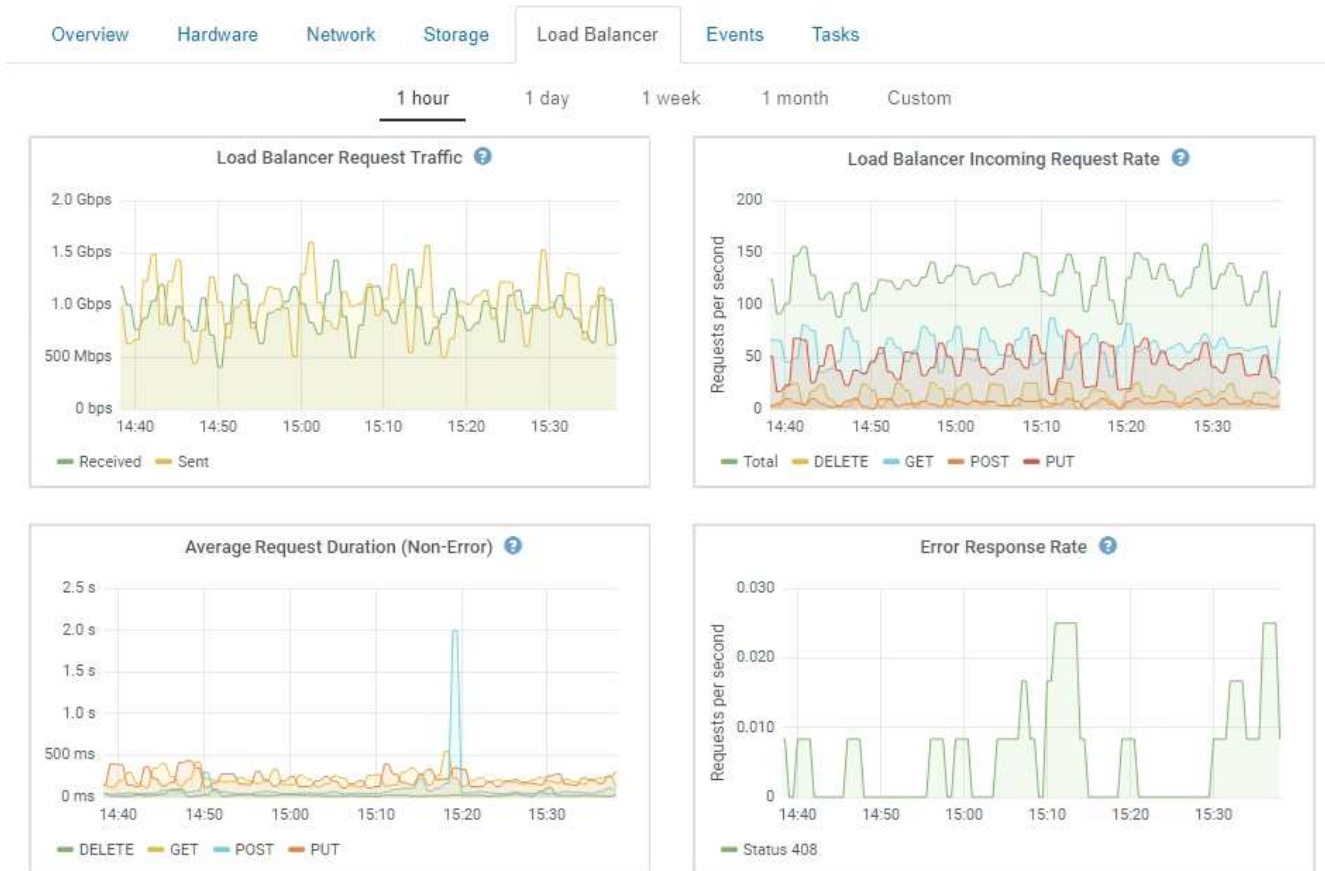 Overview Hardware Network Storage Load Balancer Events Tasks
1 hour 1 day 1 week 1 month Custom
Load Balancer Request Traffic ?
2.0 Gbps
1.5 Gbps
1.0 Gbps
500 Mbps
0 bps
14:40 14:50 15:00 15:10 15:20 15:30
Received Sent
Load Balancer Incoming Request Rate ?
Requests per second
200
150
100
50
0
14:40 14:50 15:00 15:10 15:20 15:30
Total DELETE GET POST PUT
Average Request Duration (Non-Error) ?
2.5 s
2.0 s
1.5 s
1.0 s
500 ms
0 ms
14:40 14:50 15:00 15:10 15:20 15:30
DELETE GET POST PUT
Error Response Rate ?
Requests per second
0.030
0.020
0.010
0
14:40 14:50 15:00 15:10 15:20 15:30
Status 408